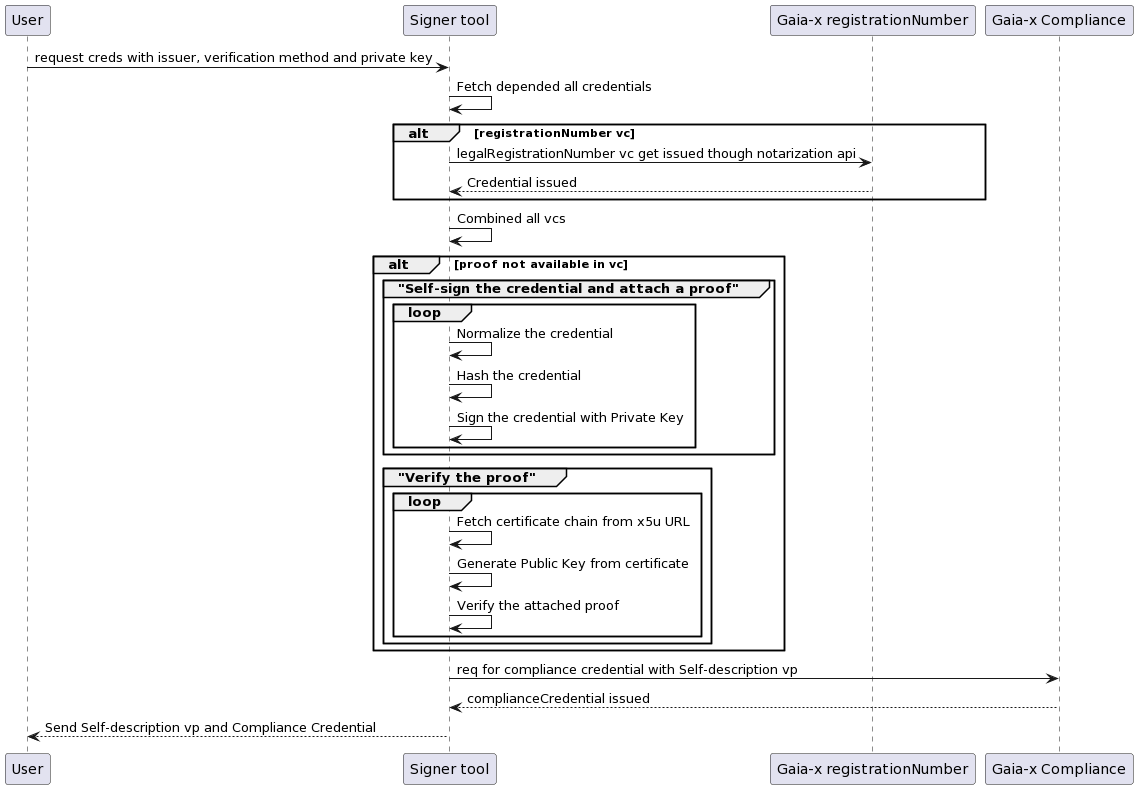 User
Signer tool
Gaia-x registrationNumber
Gaia-x Compliance
request creds with issuer, verification method and private key
Fetch depended all credentials
alt
[registrationNumber vc]
legalRegistrationNumber vc get issued though notarization api
Credential issued
Combined all vcs
alt
[proof not available in vc]
"Self-sign the credential and attach a proof"
loop
Normalize the credential
Hash the credential
Sign the credential with Private Key
"Verify the proof"
loop
Fetch certificate chain from x5u URL
Generate Public Key from certificate
Verify the attached proof
req for compliance credential with Self-description vp
complianceCredential issued
Send Self-description vp and Compliance Credential
User
Signer tool
Gaia-x registrationNumber
Gaia-x Compliance